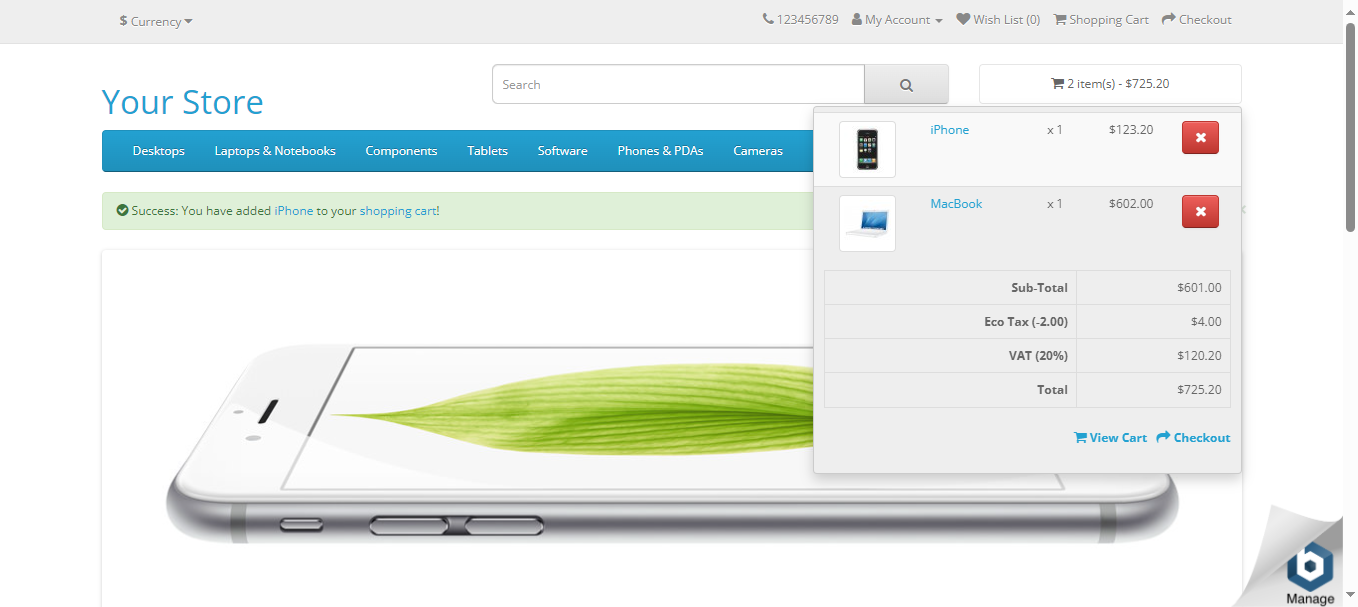 $ Currency
123456789 My Account Wish List (0) Shopping Cart Checkout
Your Store
Search
2 item(s) - $725.20
Desktops Laptops & Notebooks Components Tablets Software Phones & PDAs Cameras
iPhone x 1 $123.20
MacBook x 1 $602.00
Success: You have added iPhone to your shopping cart!
Sub-Total $601.00
Eco Tax (-2.00) $4.00
VAT (20%) $120.20
Total $725.20
View Cart Checkout
Manage